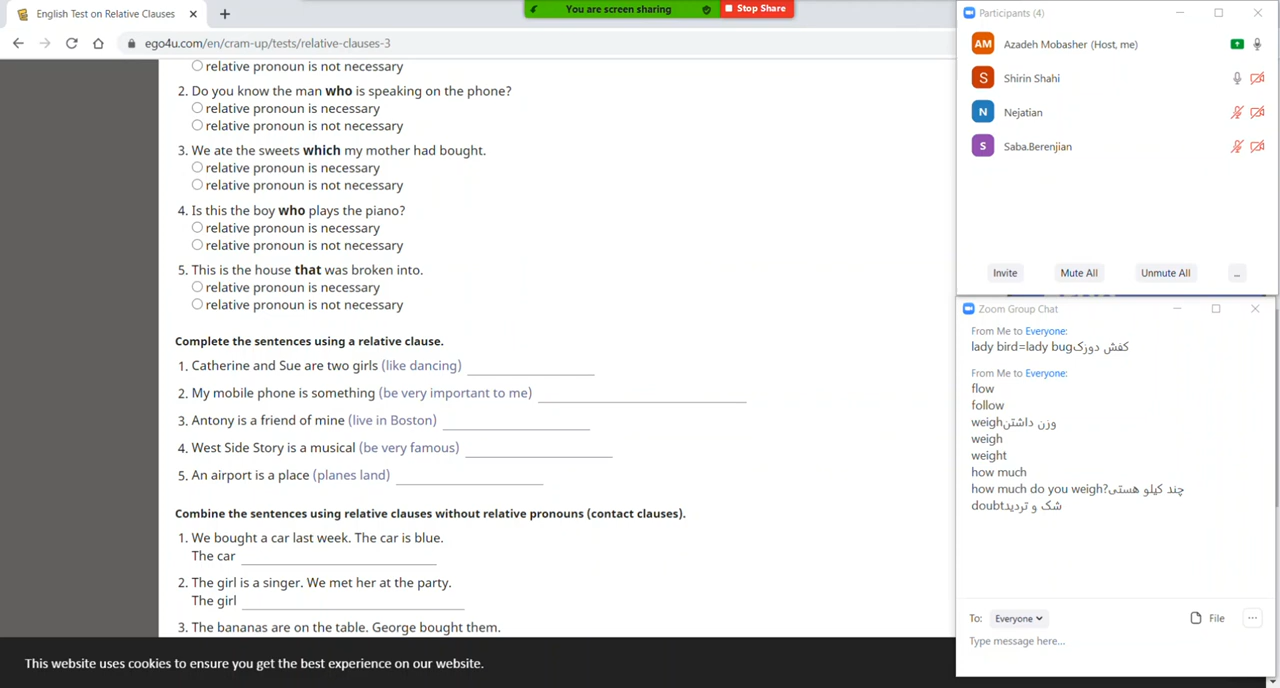 English Test on Relative Clauses
You are screen sharing
Stop Share
ego4u.com/en/cram-up/tests/relative-clauses-3
relative pronoun is not necessary
2. Do you know the man who is speaking on the phone?
relative pronoun is necessary
relative pronoun is not necessary
3. We ate the sweets which my mother had bought.
relative pronoun is necessary
relative pronoun is not necessary
4. Is this the boy who plays the piano?
relative pronoun is necessary
relative pronoun is not necessary
5. This is the house that was broken into.
relative pronoun is necessary
relative pronoun is not necessary
Complete the sentences using a relative clause.
1. Catherine and Sue are two girls (like dancing)
2. My mobile phone is something (be very important to me)
3. Antony is a friend of mine (live in Boston)
4. West Side Story is a musical (be very famous)
5. An airport is a place (planes land)
Combine the sentences using relative clauses without relative pronouns (contact clauses).
1. We bought a car last week. The car is blue.
The car
2. The girl is a singer. We met her at the party.
The girl
3. The bananas are on the table. George bought them.
This website uses cookies to ensure you get the best experience on our website.
Participants (4)
AM Azadeh Mobasher (Host, me)
S Shirin Shahi
N Nejatian
S Saba.Berenjian
Invite Mute All Unmute All ...
Zoom Group Chat
From Me to Everyone:
lady bird=lady bugکفش دوزک
From Me to Everyone:
flow
follow
weighوزن داشتن
weigh
weight
how much
how much do you weigh?چند کیلو هستی
doubtشک و تردید
To: Everyone File ...
Type message here...